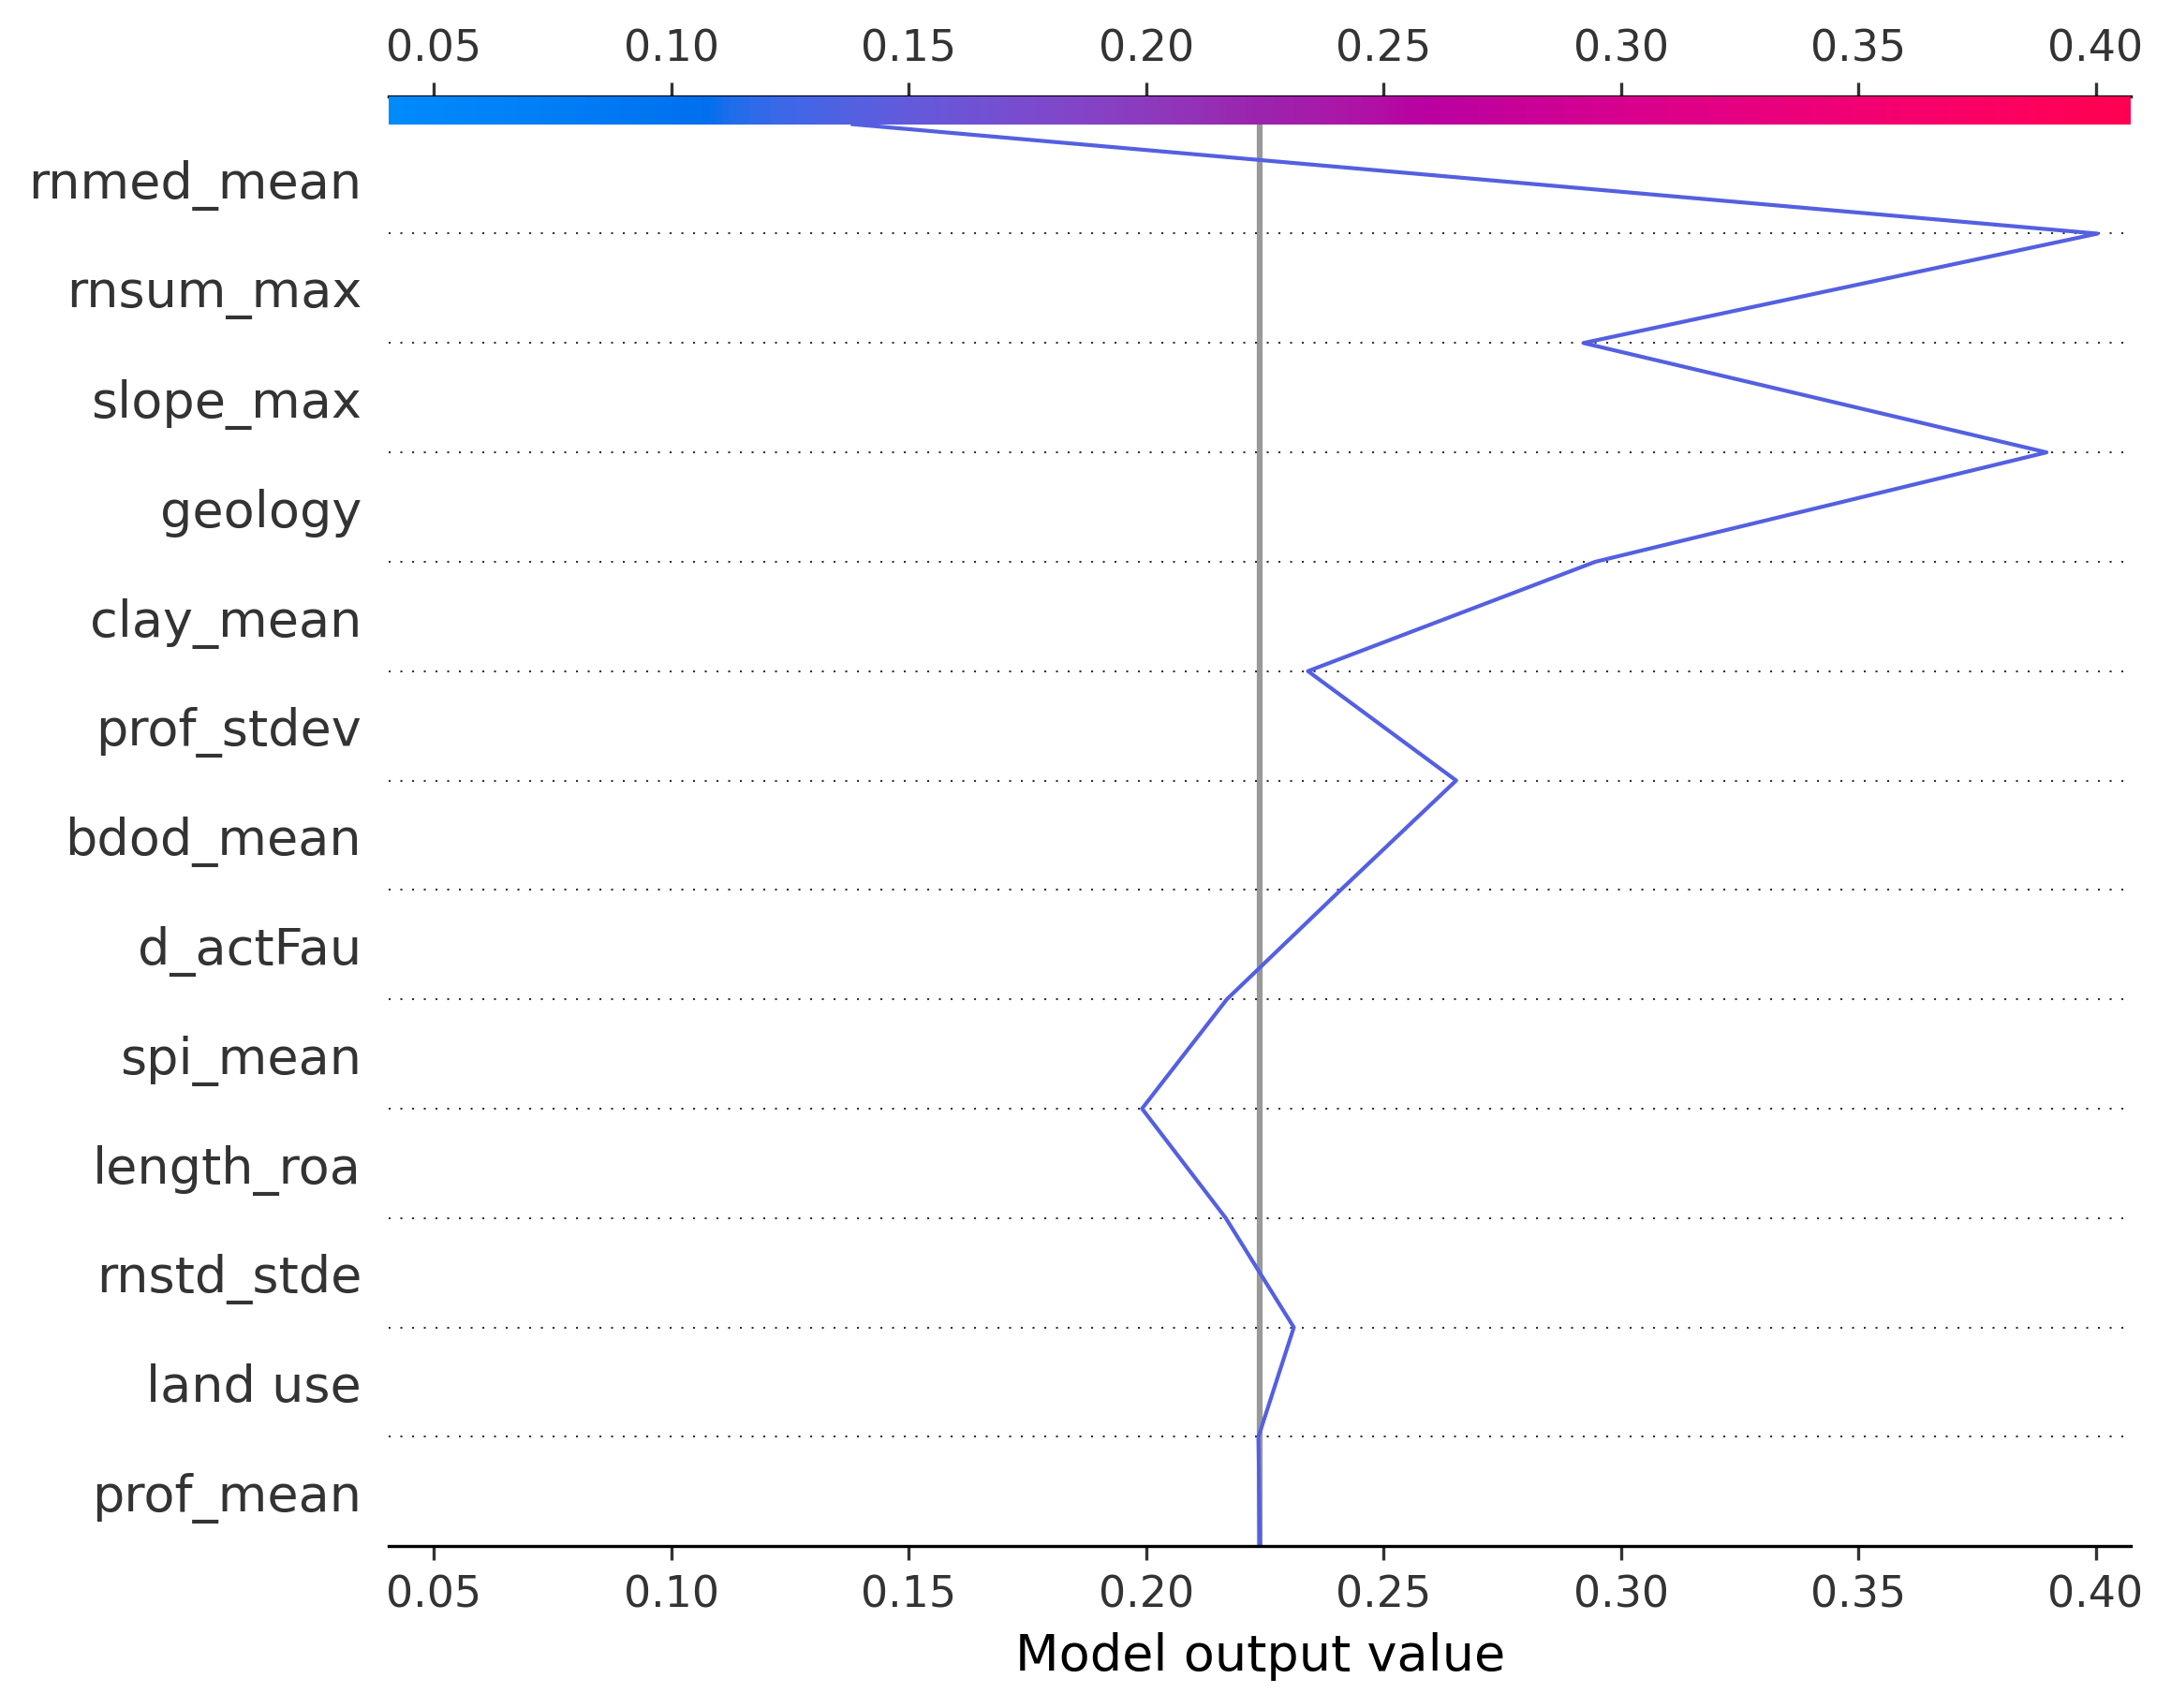 0.05 0.10 0.15 0.20 0.25 0.30 0.35 0.40
rnmed_mean
rnsum_max
slope_max
geology
clay_mean
prof_stdev
bdod_mean
d_actFau
spi_mean
length_roa
rnstd_stde
land use
prof_mean
0.05 0.10 0.15 0.20 0.25 0.30 0.35 0.40
Model output value